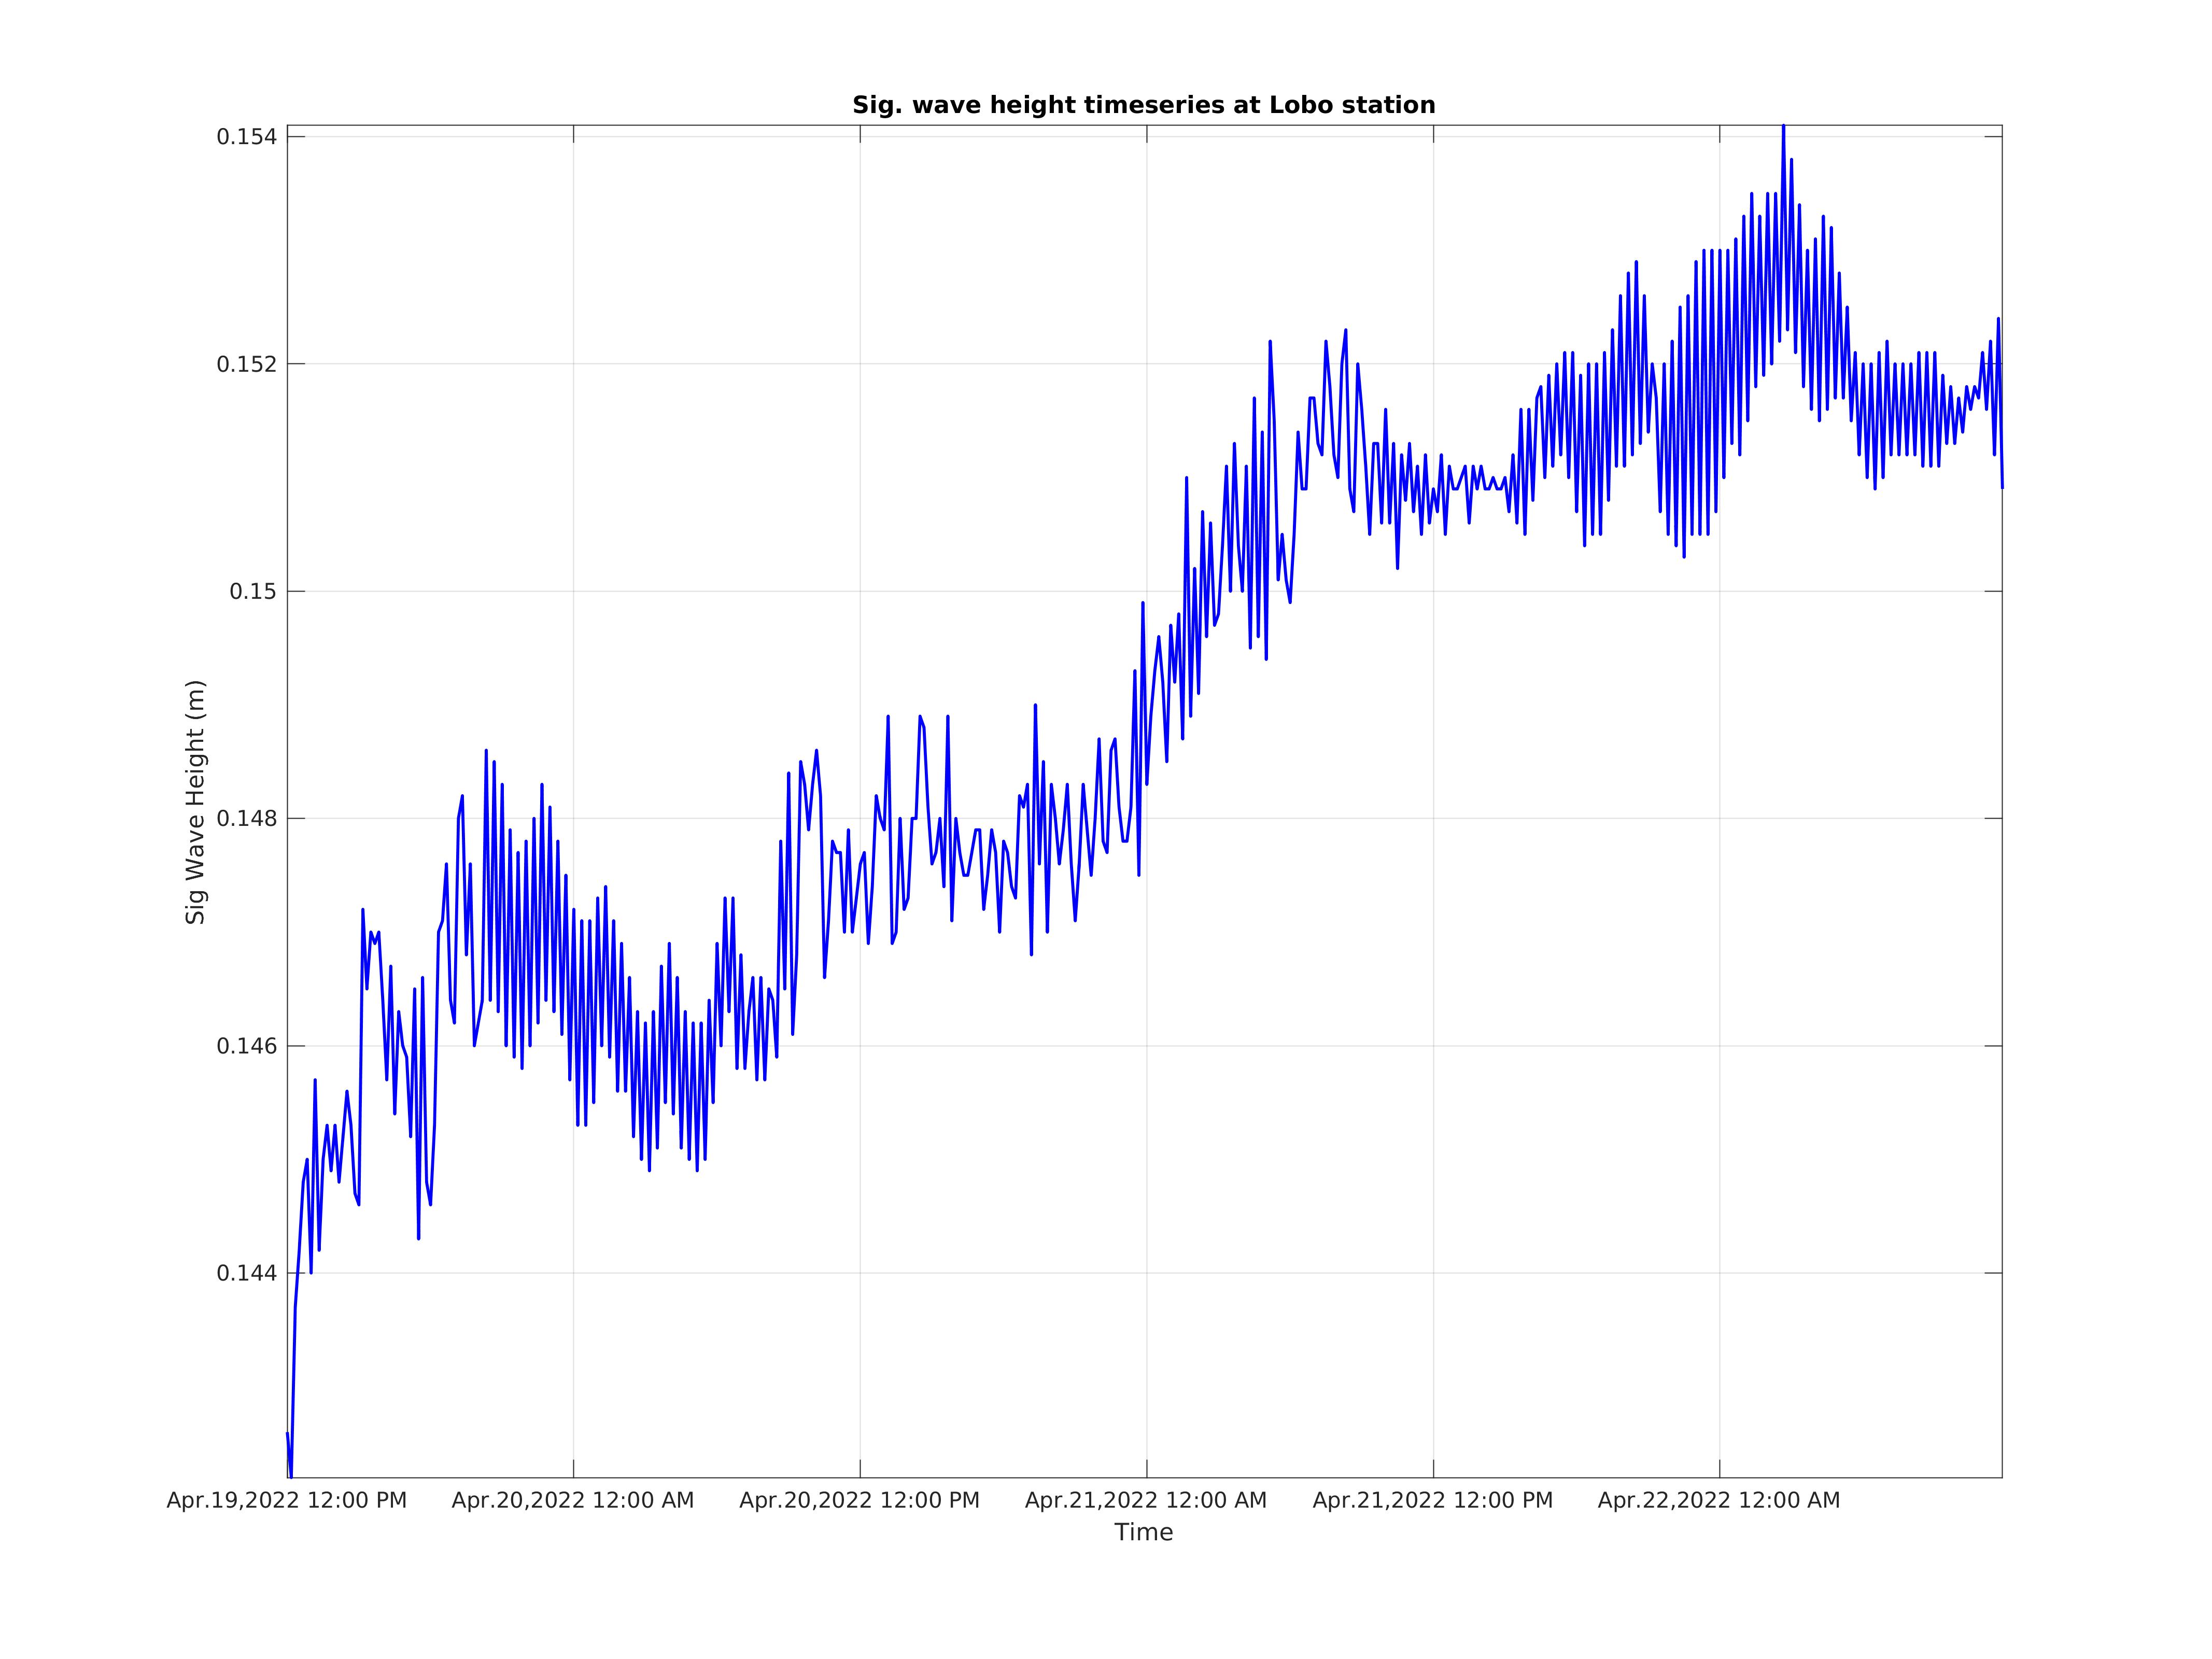 Sig. wave height timeseries at Lobo station
0.154
0.152
0.15
0.148
0.146
0.144
Sig Wave Height (m)
Apr.19,2022 12:00 PM Apr.20,2022 12:00 AM Apr.20,2022 12:00 PM Apr.21,2022 12:00 AM Apr.21,2022 12:00 PM Apr.22,2022 12:00 AM
Time